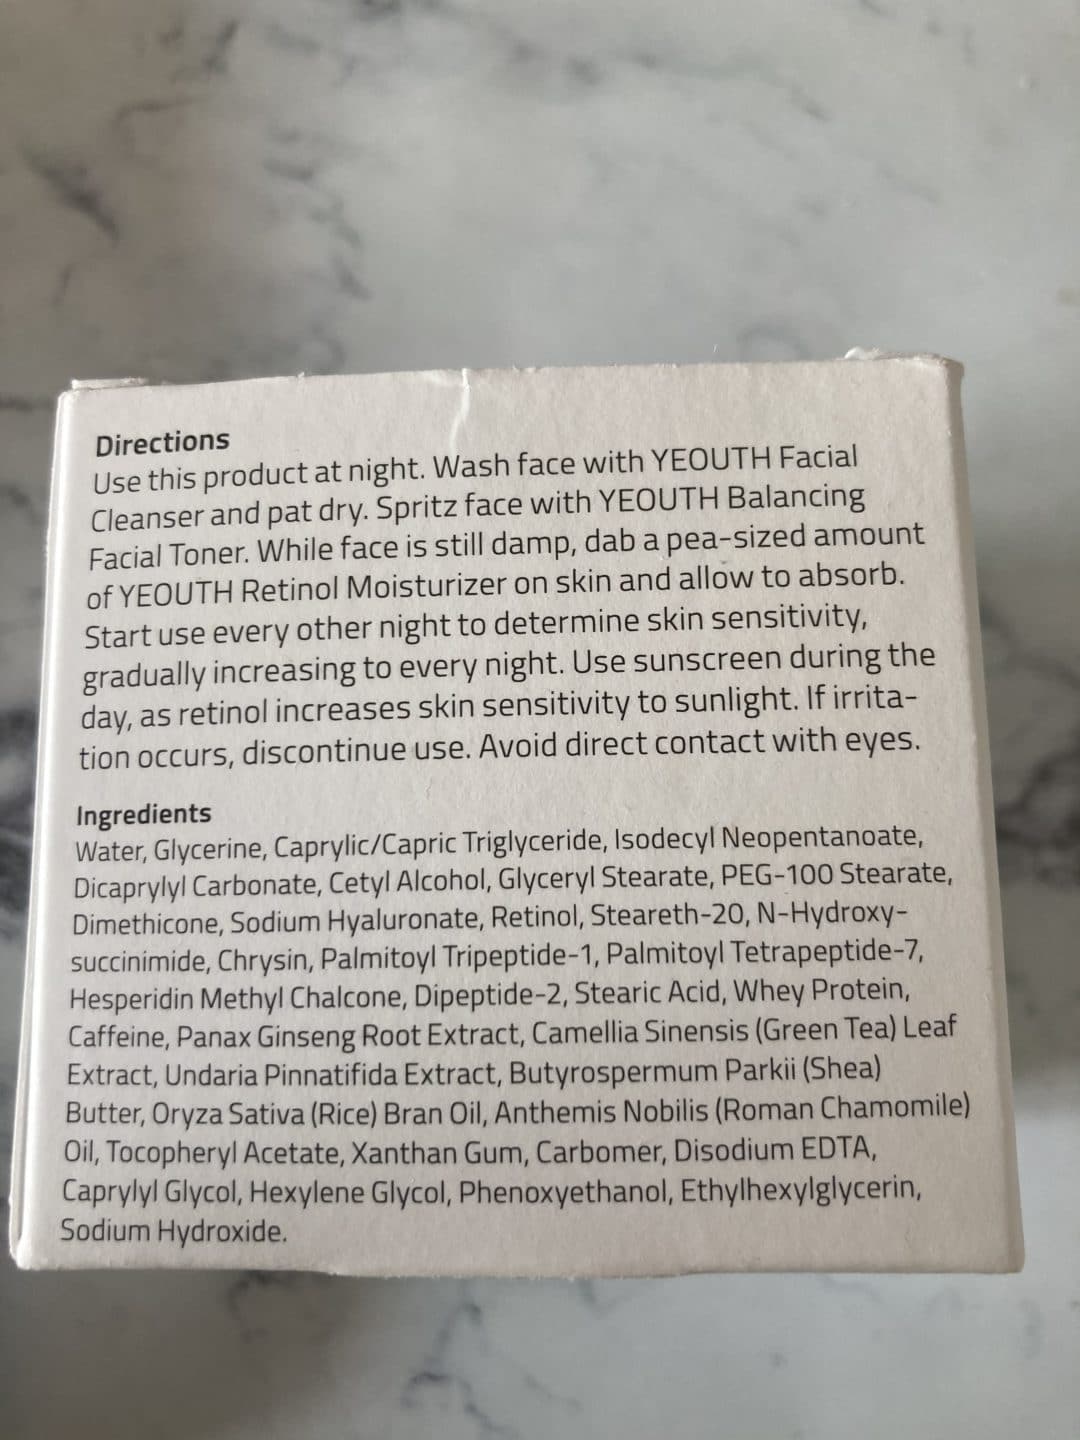 Directions
Use this product at night. Wash face with YEOUTH Facial
Cleanser and pat dry. Spritz face with YEOUTH Balancing
Facial Toner. While face is still damp, dab a pea-sized amount
of YEOUTH Retinol Moisturizer on skin and allow to absorb.
Start use every other night to determine skin sensitivity,
gradually increasing to every night. Use sunscreen during the
day, as retinol increases skin sensitivity to sunlight. If irrita-
tion occurs, discontinue use. Avoid direct contact with eyes.
Ingredients
Water, Glycerine, Caprylic/Capric Triglyceride, Isodecyl Neopentanoate,
Dicaprylyl Carbonate, Cetyl Alcohol, Glyceryl Stearate, PEG-100 Stearate,
Dimethicone, Sodium Hyaluronate, Retinol, Steareth-20, N-Hydroxy-
succinimide, Chrysin, Palmitoyl Tripeptide-1, Palmitoyl Tetrapeptide-7,
Hesperidin Methyl Chalcone, Dipeptide-2, Stearic Acid, Whey Protein,
Caffeine, Panax Ginseng Root Extract, Camellia Sinensis (Green Tea) Leaf
Extract, Undaria Pinnatifida Extract, Butyrospermum Parkii (Shea)
Butter, Oryza Sativa (Rice) Bran Oil, Anthemis Nobilis (Roman Chamomile)
Oil, Tocopheryl Acetate, Xanthan Gum, Carbomer, Disodium EDTA,
Caprylyl Glycol, Hexylene Glycol, Phenoxyethanol, Ethylhexylglycerin,
Sodium Hydroxide.